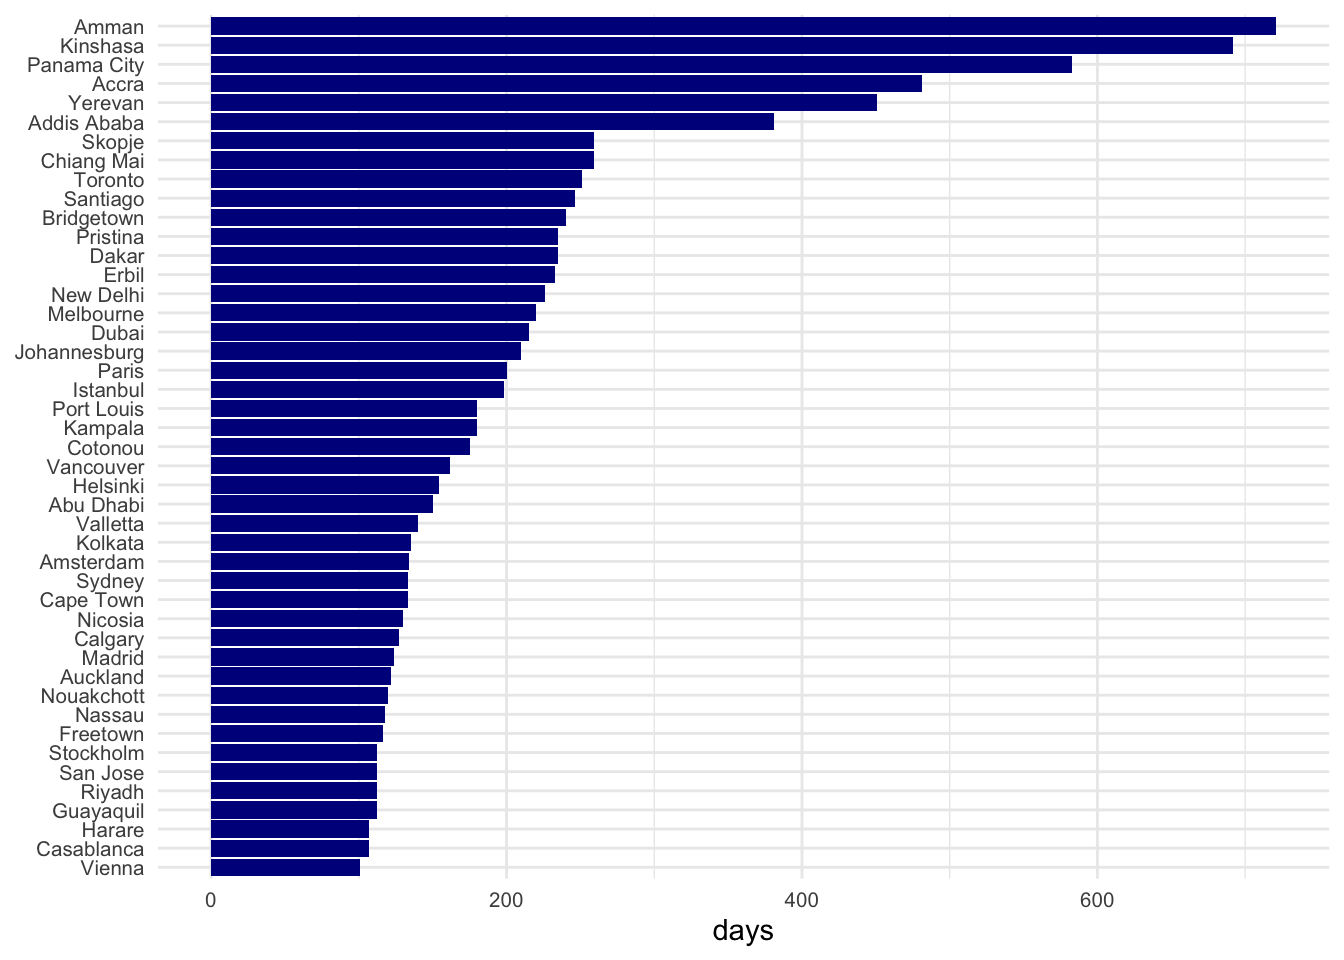 Amman
Kinshasa
Panama City
Accra
Yerevan
Addis Ababa
Skopje
Chiang Mai
Toronto
Santiago
Bridgetown
Pristina
Dakar
Erbil
New Delhi
Melbourne
Dubai
Johannesburg
Paris
Istanbul
Port Louis
Kampala
Cotonou
Vancouver
Helsinki
Abu Dhabi
Valletta
Kolkata
Amsterdam
Sydney
Cape Town
Nicosia
Calgary
Madrid
Auckland
Nouakchott
Nassau
Freetown
Stockholm
San Jose
Riyadh
Guayaquil
Harare
Casablanca
Vienna
0 200 400 600
days